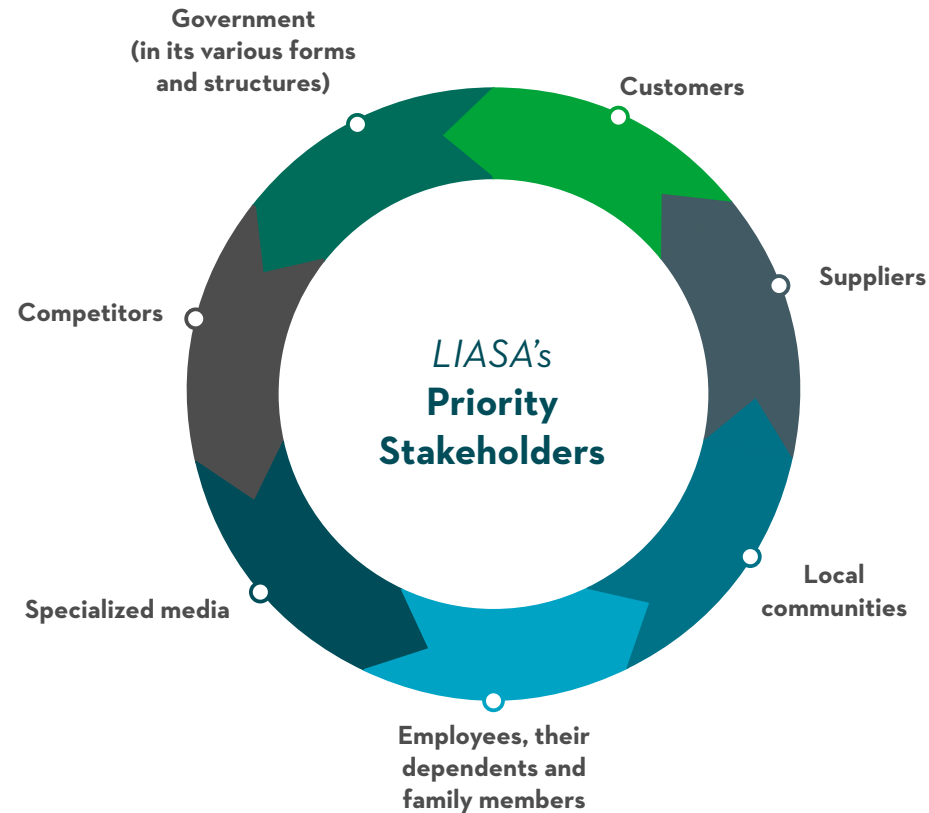 Government
(in its various forms
and structures)
Customers
Suppliers
Competitors
LIASA's
Priority
Stakeholders
Local
communities
Specialized media
Employees, their
dependents and
family members